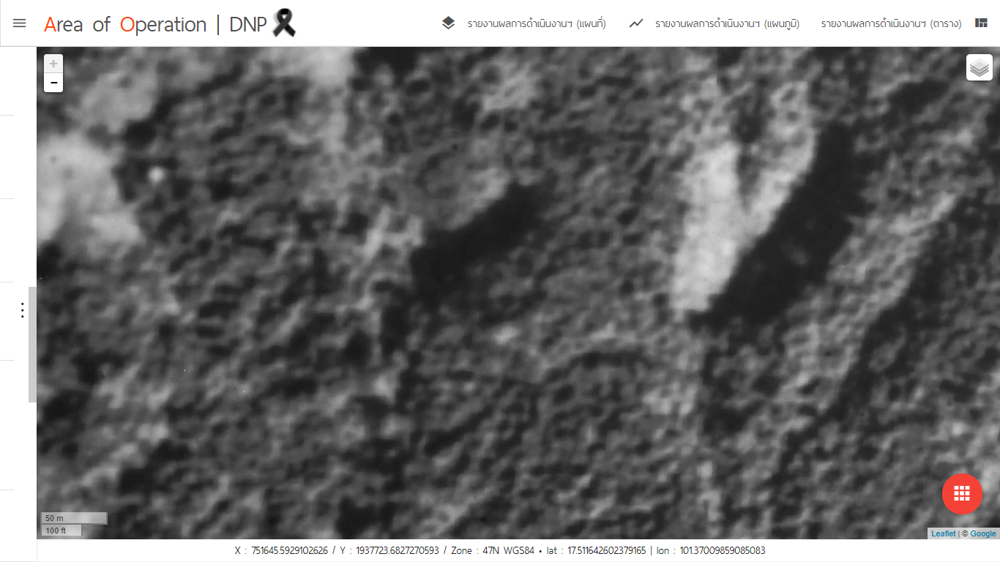 Area of Operation | DNP
รายงานผลการดำเนินงานฯ (แผนที่)
รายงานผลการดำเนินงานฯ (แผนภูมิ)
รายงานผลการดำเนินงานฯ (ตาราง)
+
-
50 m
100 ft
Leaflet | © Google
X : 751645.5929102626 / Y : 1937723.6827270593 / Zone : 47N WGS84 • lat : 17.511642602379165 | lon : 101.37009859085083